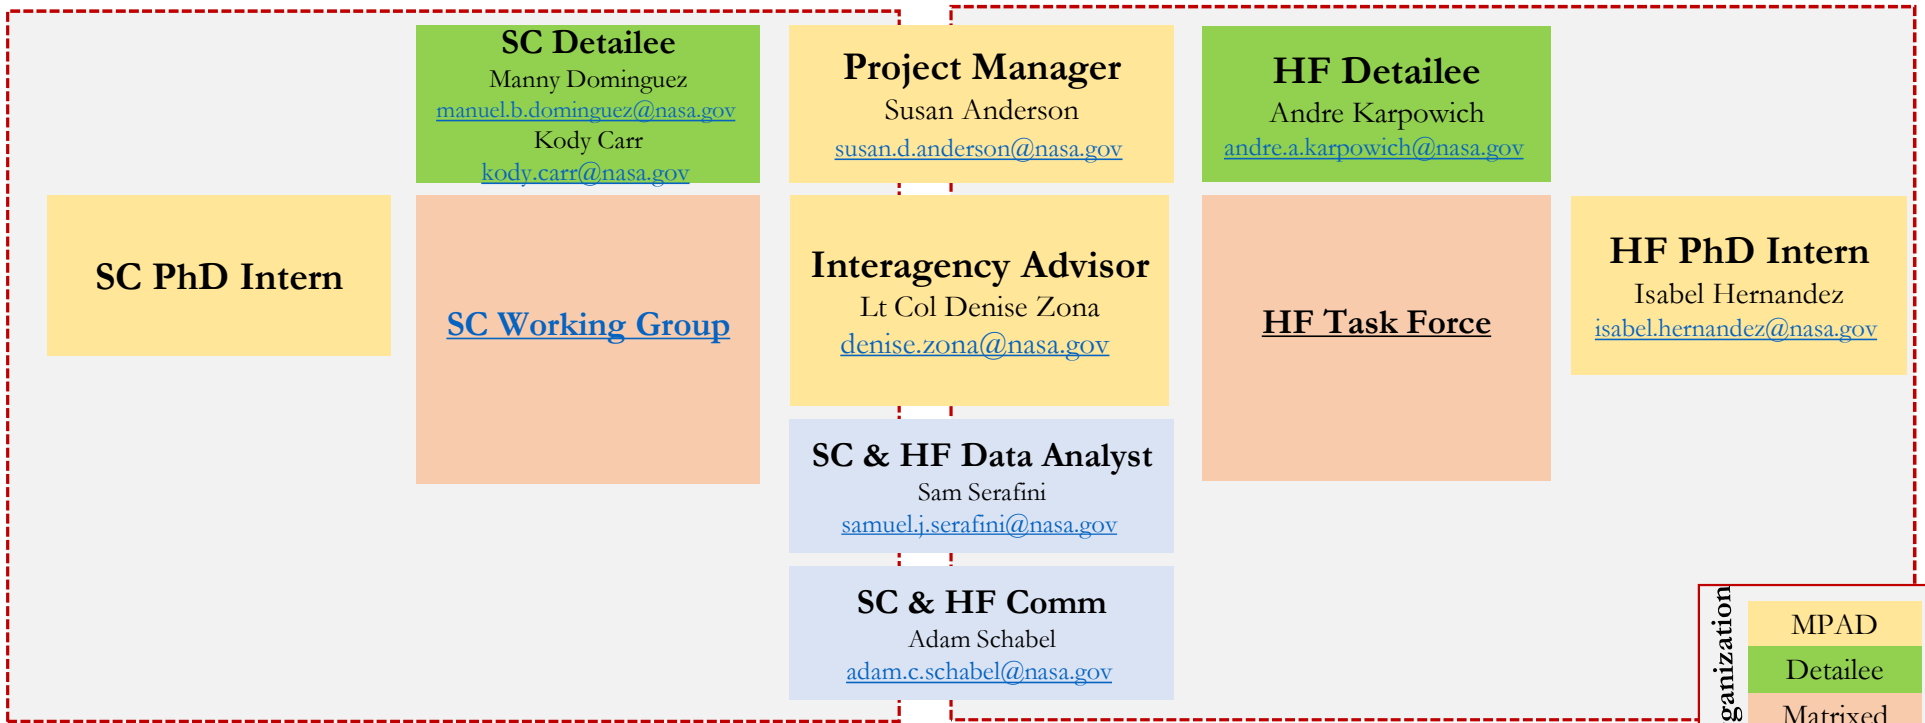 SC Detailee
Manny Dominguez
manuel.b.dominguez@nasa.gov
Kody Carr
kody.carr@nasa.gov
Project Manager
Susan Anderson
susan.d.anderson@nasa.gov
HF Detailee
Andre Karpowich
andre.a.karpowich@nasa.gov
SC PhD Intern
SC Working Group
Interagency Advisor
Lt Col Denise Zona
denise.zona@nasa.gov
HF Task Force
HF PhD Intern
Isabel Hernandez
isabel.hernandez@nasa.gov
SC & HF Data Analyst
Sam Serafini
samuel.j.serafini@nasa.gov
SC & HF Comm
Adam Schabel
adam.c.schabel@nasa.gov
ganization
MPAD
Detailee
Matrixed